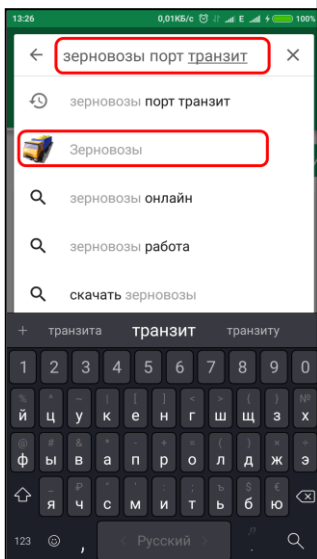 13:26 0,01КБ/с E 100%
зерновозы порт транзит
зерновозы порт транзит
Зерновозы
зерновозы онлайн
зерновозы работа
скачать зерновозы
+ транзита транзит транзиту
1 2 3 4 5 6 7 8 9 0
й ц у к е н г ш щ з х
ф ы в а п р о л д ж э
я ч с м и т ь б ю
123 , Русский .